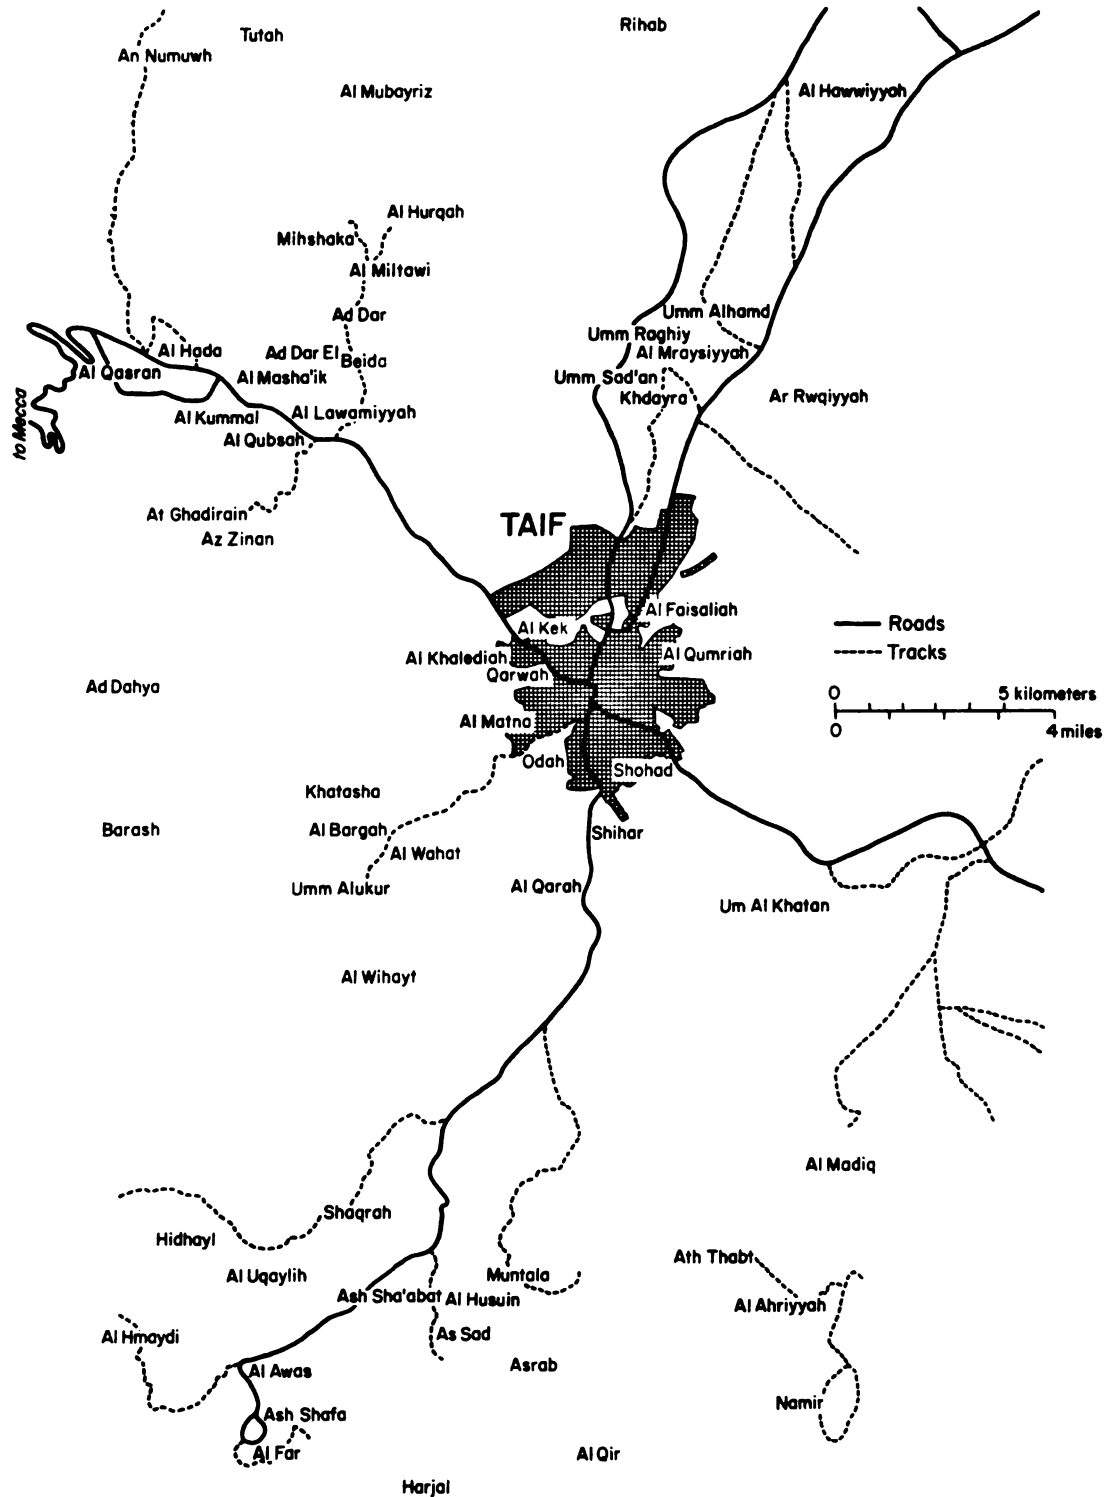 Rihab
Tutah
An Numuwh
Al Mubayriz
Al Hawwiyyah
Al Hurqah
Mihshaka
Al Miltawi
Ad Dar
Umm Alhamd
Umm Raghiy
Al Hada
Ad Dar El Beida
Al Mraysiyyah
Al Qasran
Al Masha'ik
Umm Sad'an
Khdayra
Ar Rwqiyyah
to Mecca
Al Kummal
Al Lawamiyyah
Al Qubsah
At Ghadirain
Az Zinan
TAIF
Al Faisaliah
Al Kek
Roads
Tracks
Al Khalediah
Al Qumriah
Qarwah
Ad Dahya
0 5 kilometers
0 4 miles
Al Matna
Odah
Shohad
Khatasha
Barash
Al Bargah
Shihar
Al Wahat
Umm Alukur
Al Qarah
Um Al Khatan
Al Wihayt
Al Madiq
Shaqrah
Hidhayl
Ath Thabt
Al Uqaylih
Muntala
Ash Sha'abat
Al Husuin
Al Ahriyyah
Al Hmaydi
As Sad
Asrab
Al Awas
Namir
Ash Shafa
Al Far
Al Qir
Harjal